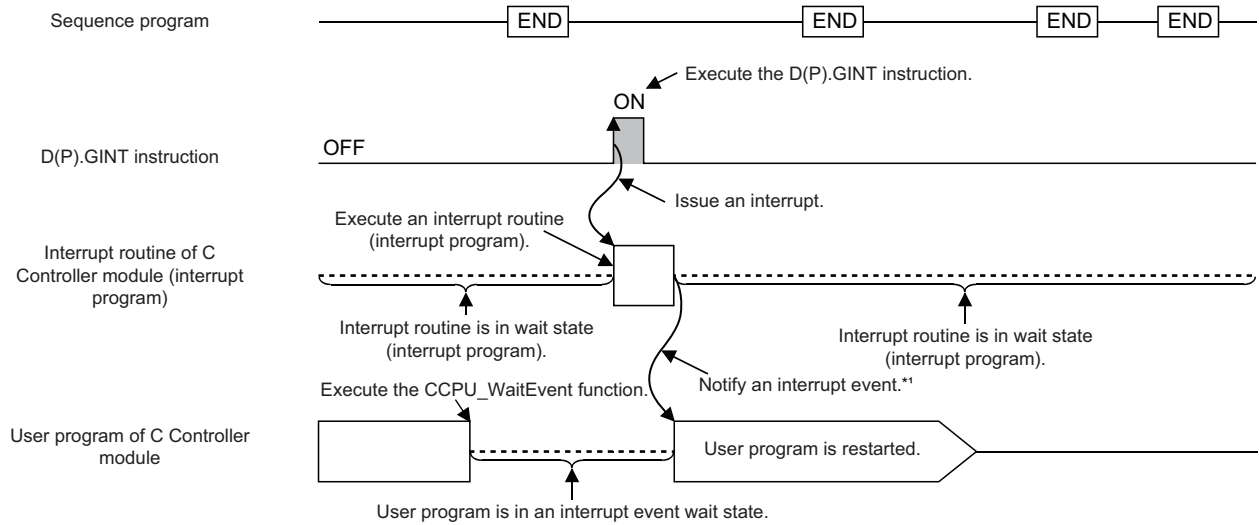 Sequence program
END
END
END
END
Execute the D(P).GINT instruction.
ON
D(P).GINT instruction
OFF
Issue an interrupt.
Execute an interrupt routine
(interrupt program).
Interrupt routine of C
Controller module (interrupt
program)
Interrupt routine is in wait state
(interrupt program).
Interrupt routine is in wait state
(interrupt program).
Notify an interrupt event.*¹
Execute the CCPU_WaitEvent function.
User program of C Controller
module
User program is restarted.
User program is in an interrupt event wait state.